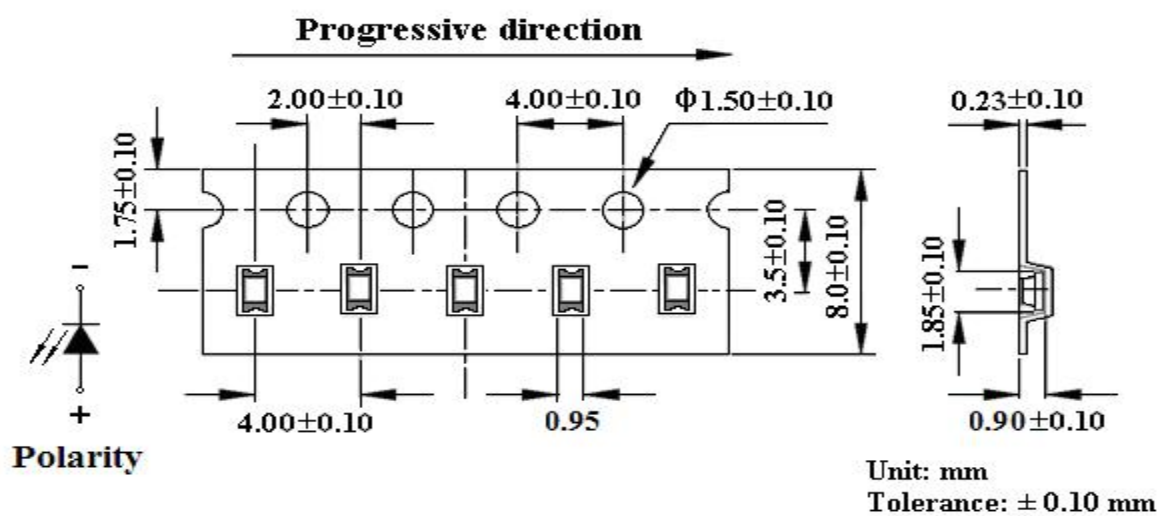 Progressive direction
2.00±0.10
4.00±0.10
Φ1.50±0.10
0.23±0.10
1.75±0.10
3.5±0.10
8.0±0.10
1.85±0.10
-
+
Polarity
4.00±0.10
0.95
0.90±0.10
Unit: mm
Tolerance: ± 0.10 mm